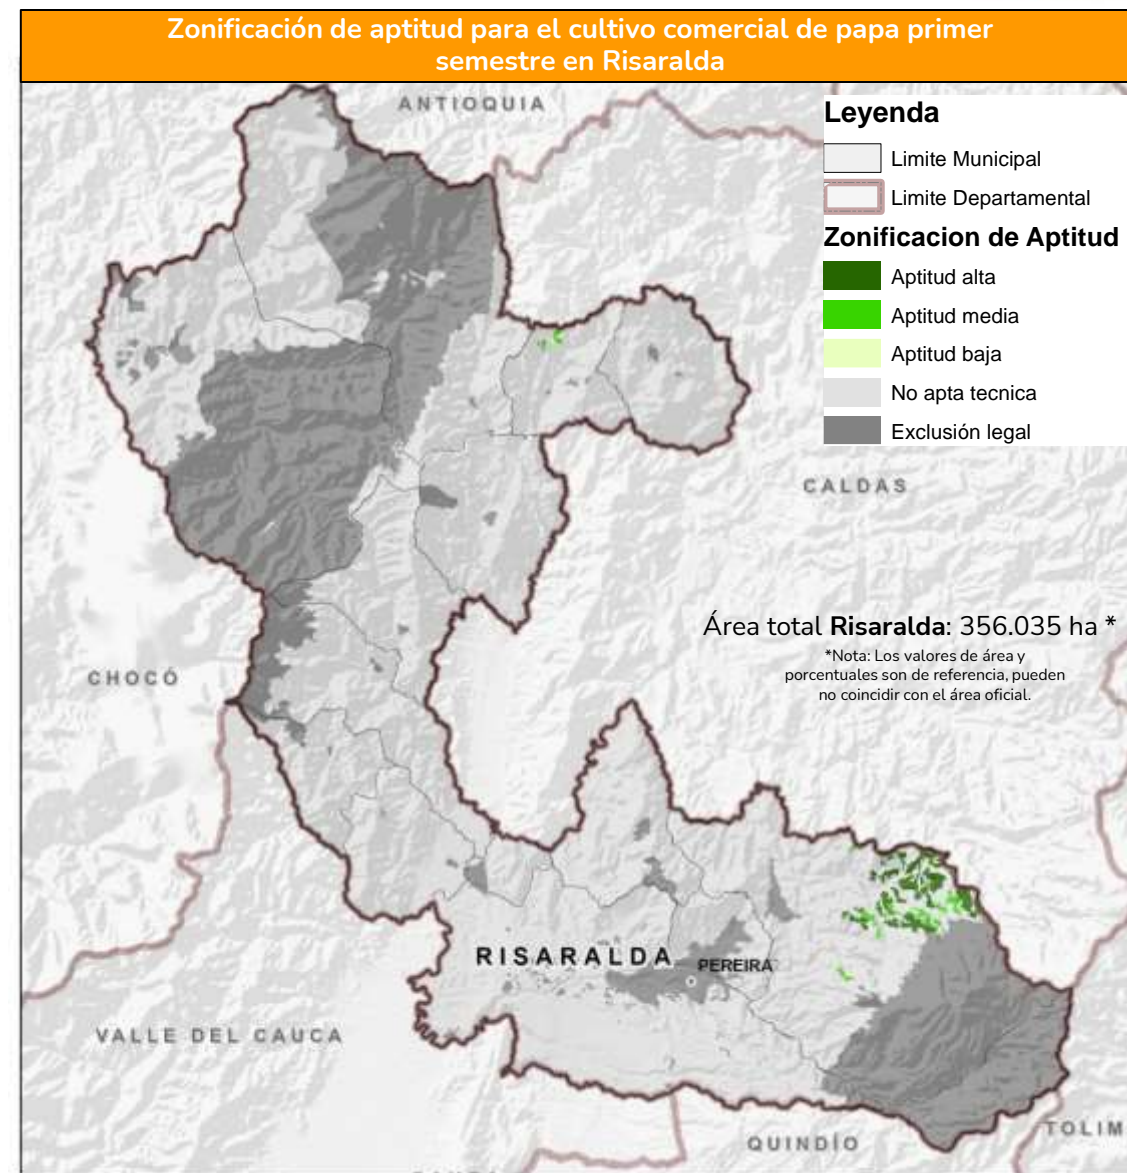 Zonificación de aptitud para el cultivo comercial de papa primer
semestre en Risaralda
ANTIOQUIA
Leyenda
Limite Municipal
Limite Departamental
Zonificacion de Aptitud
Aptitud alta
Aptitud media
Aptitud baja
No apta tecnica
Exclusión legal
CALDAS
Área total Risaralda: 356.035 ha *
*Nota: Los valores de área y
porcentuales son de referencia, pueden
no coincidir con el área oficial.
CHOCÓ
RISARALDA
PEREIRA
VALLE DEL CAUCA
QUINDÍO
TOLIM